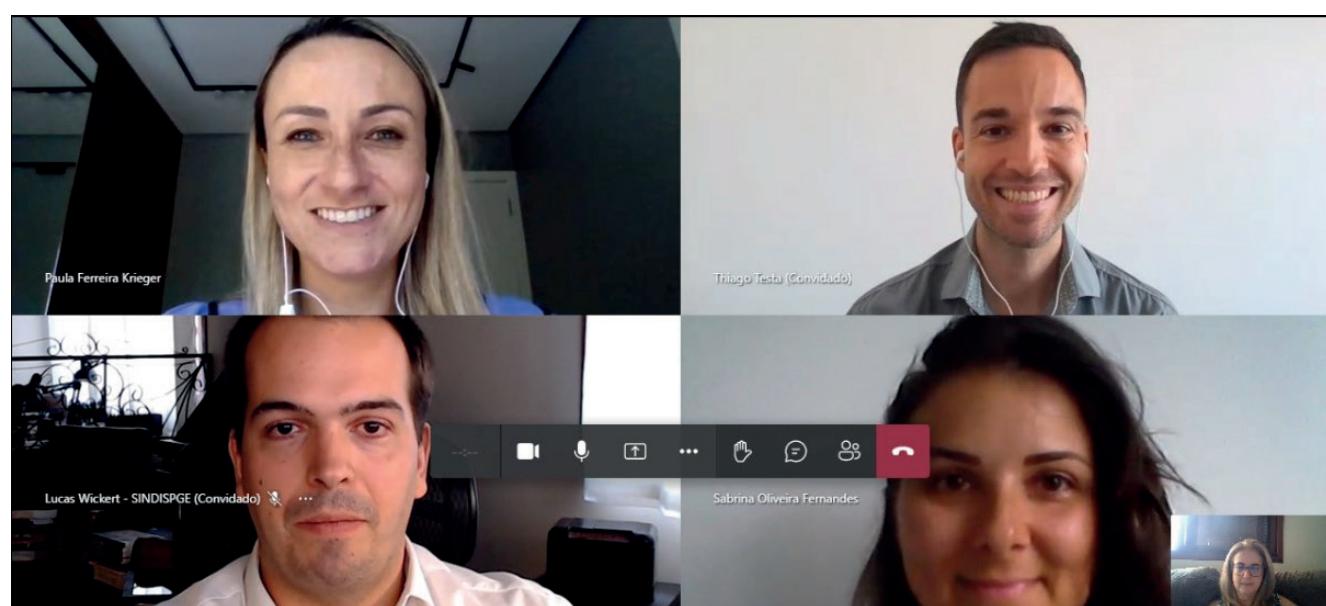 Paula Ferreira Krieger
Thiago Testa (Convidado)
Lucas Wickert - SINDISPGE (Convidado)
Sabrina Oliveira Fernandes